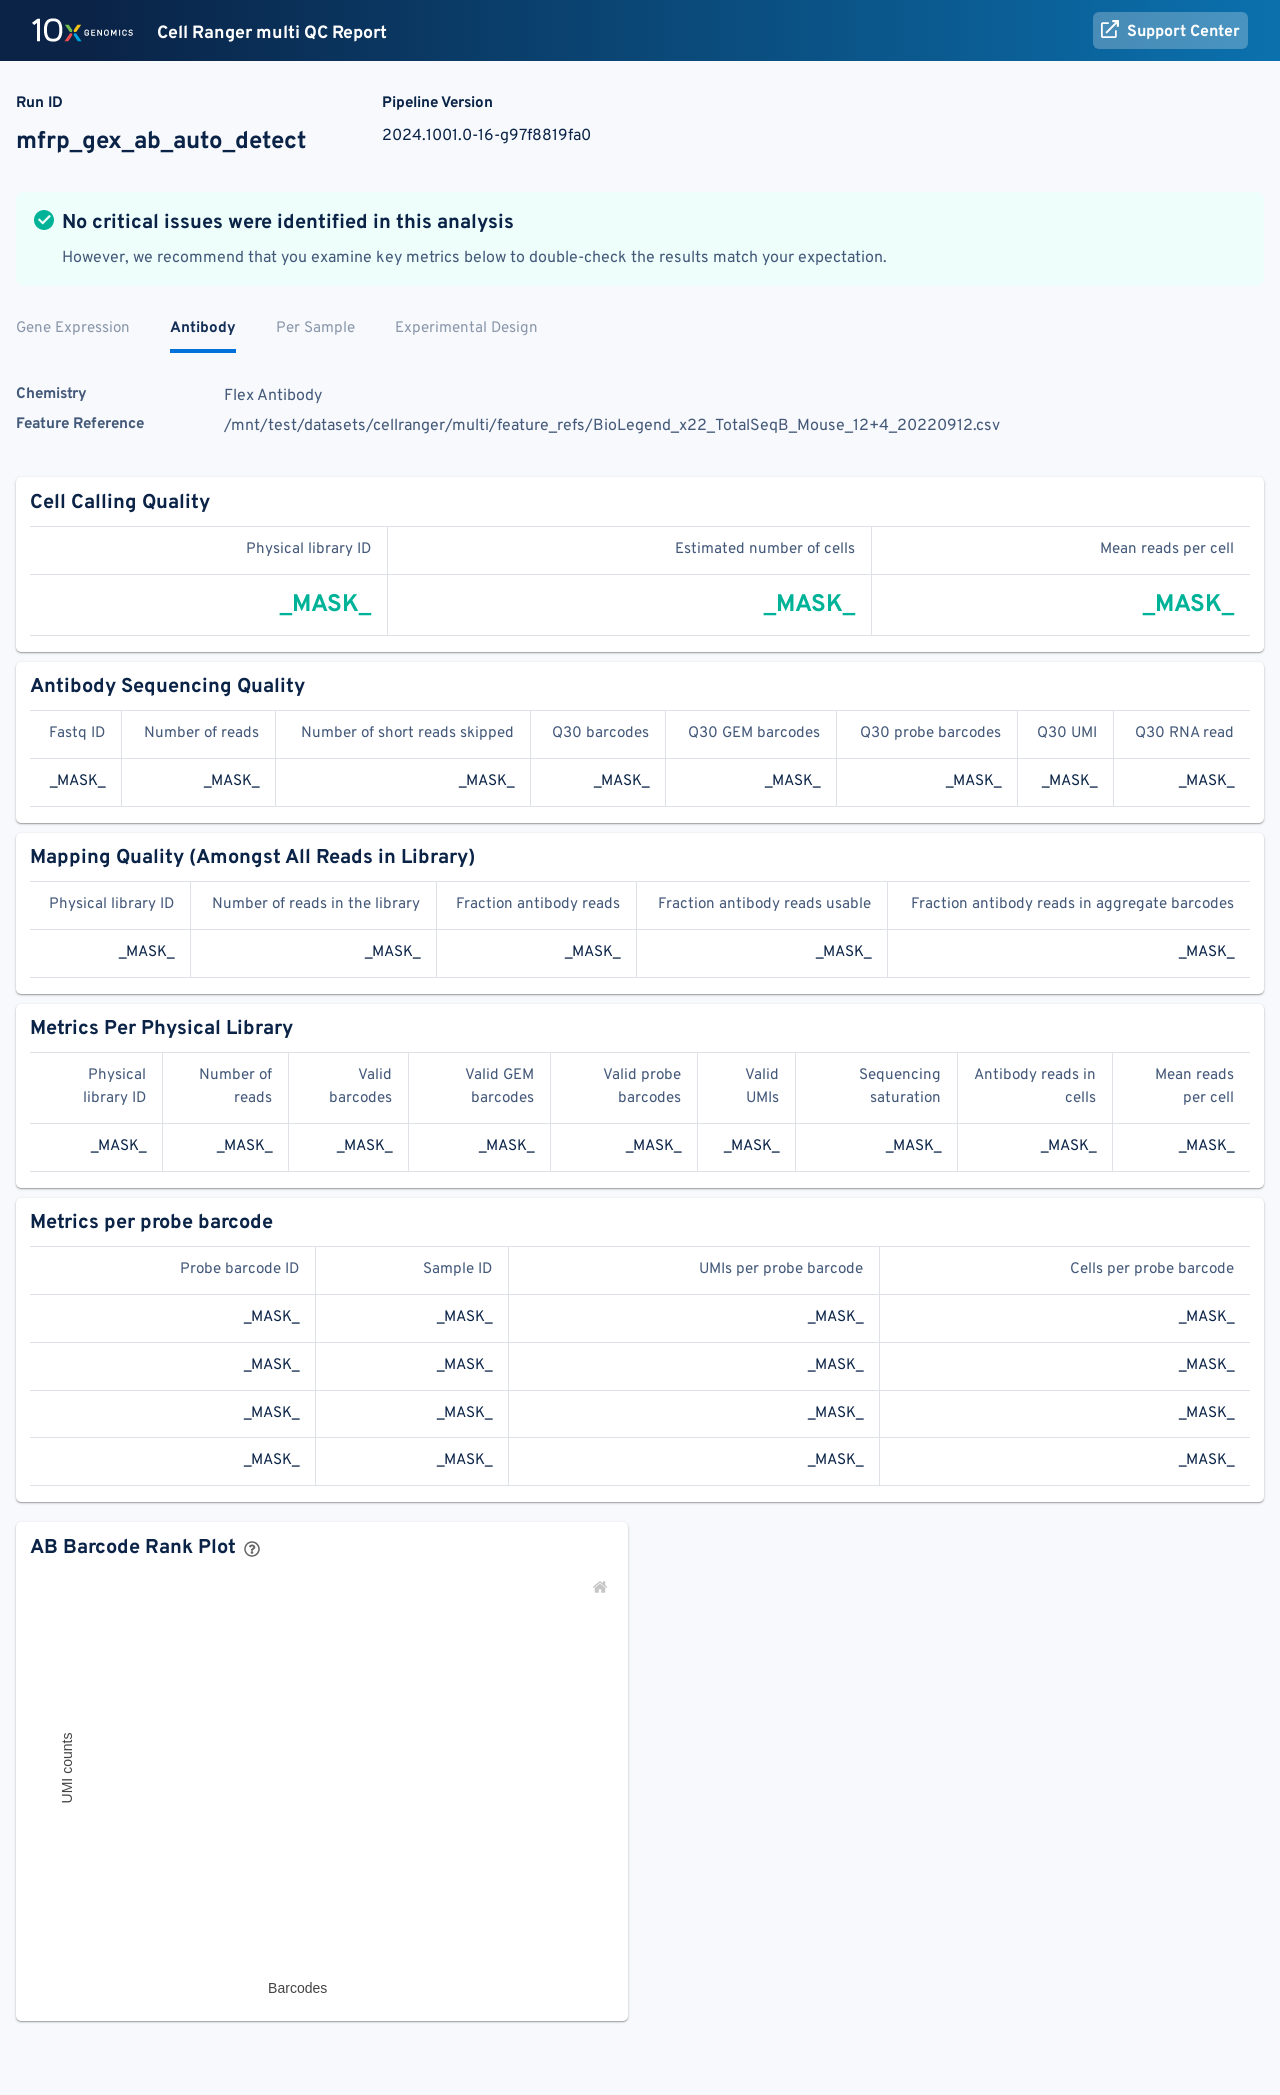 10x GENOMICS Cell Ranger multi QC Report Support Center
Run ID Pipeline Version
mfrp_gex_ab_auto_detect 2024.1001.0-16-g97f8819fa0
No critical issues were identified in this analysis
However, we recommend that you examine key metrics below to double-check the results match your expectation.
Gene Expression Antibody Per Sample Experimental Design
Chemistry Flex Antibody
Feature Reference /mnt/test/datasets/cellranger/multi/feature_refs/BioLegend_x22_TotalSeqB_Mouse_12+4_20220912.csv
Cell Calling Quality
Physical library ID Estimated number of cells Mean reads per cell
_MASK_ _MASK_ _MASK_
Antibody Sequencing Quality
Fastq ID Number of reads Number of short reads skipped Q30 barcodes Q30 GEM barcodes Q30 probe barcodes Q30 UMI Q30 RNA read
_MASK_ _MASK_ _MASK_ _MASK_ _MASK_ _MASK_ _MASK_ _MASK_
Mapping Quality (Amongst All Reads in Library)
Physical library ID Number of reads in the library Fraction antibody reads Fraction antibody reads usable Fraction antibody reads in aggregate barcodes
_MASK_ _MASK_ _MASK_ _MASK_ _MASK_
Metrics Per Physical Library
Physical Number of Valid Valid GEM Valid probe Valid Sequencing Antibody reads in Mean reads
library ID reads barcodes barcodes barcodes UMIs saturation cells per cell
_MASK_ _MASK_ _MASK_ _MASK_ _MASK_ _MASK_ _MASK_ _MASK_ _MASK_
Metrics per probe barcode
Probe barcode ID Sample ID UMIs per probe barcode Cells per probe barcode
_MASK_ _MASK_ _MASK_ _MASK_
_MASK_ _MASK_ _MASK_ _MASK_
_MASK_ _MASK_ _MASK_ _MASK_
_MASK_ _MASK_ _MASK_ _MASK_
AB Barcode Rank Plot ?
UMI counts
Barcodes